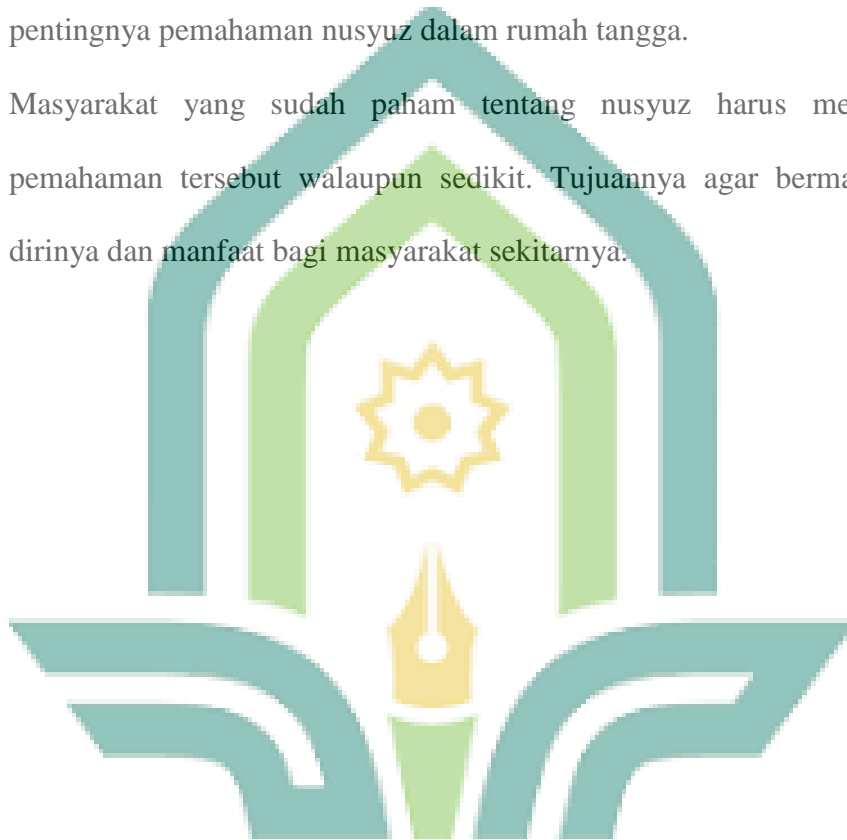 pentingnya pemahaman nusyuz dalam rumah tangga.
Masyarakat yang sudah paham tentang nusyuz harus me
pemahaman tersebut walaupun sedikit. Tujuannya agar berma
dirinya dan manfaat bagi masyarakat sekitarnya.